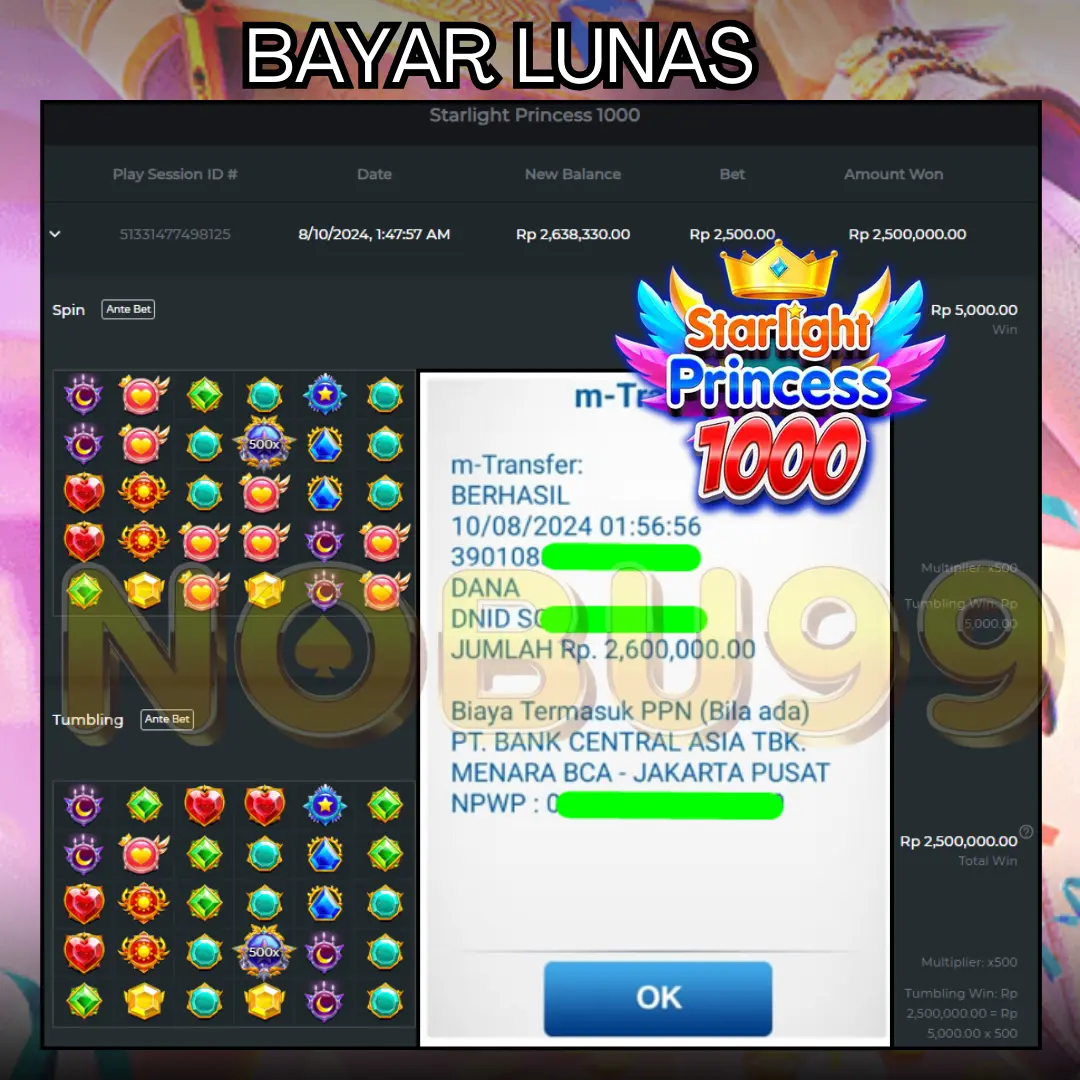 BAYAR LUNAS
Starlight Princess 1000
Play Session ID # Date New Balance Bet Amount Won
51331477498125 8/10/2024, 1:47:57 AM Rp 2,638,330.00 Rp 2,500.00 Rp 2,500,000.00
Spin Ante Bet
Rp 5,000.00
Win
Starlight
Princess
1000
500x
m-Transfer:
BERHASIL
10/08/2024 01:56:56
390108
DANA
DNID
JUMLAH Rp. 2,600,000.00
Biaya Termasuk PPN (Bila ada)
PT. BANK CENTRAL ASIA TBK.
MENARA BCA - JAKARTA PUSAT
NPWP : 0
OK
Multiplier: x500
Tumbling Win: Rp
5,000.00
NOBU99
Tumbling Ante Bet
500x
Rp 2,500,000.00
Total Win
Multiplier: x500
Tumbling Win: Rp
2,500,000.00 = Rp
5,000.00 x 500